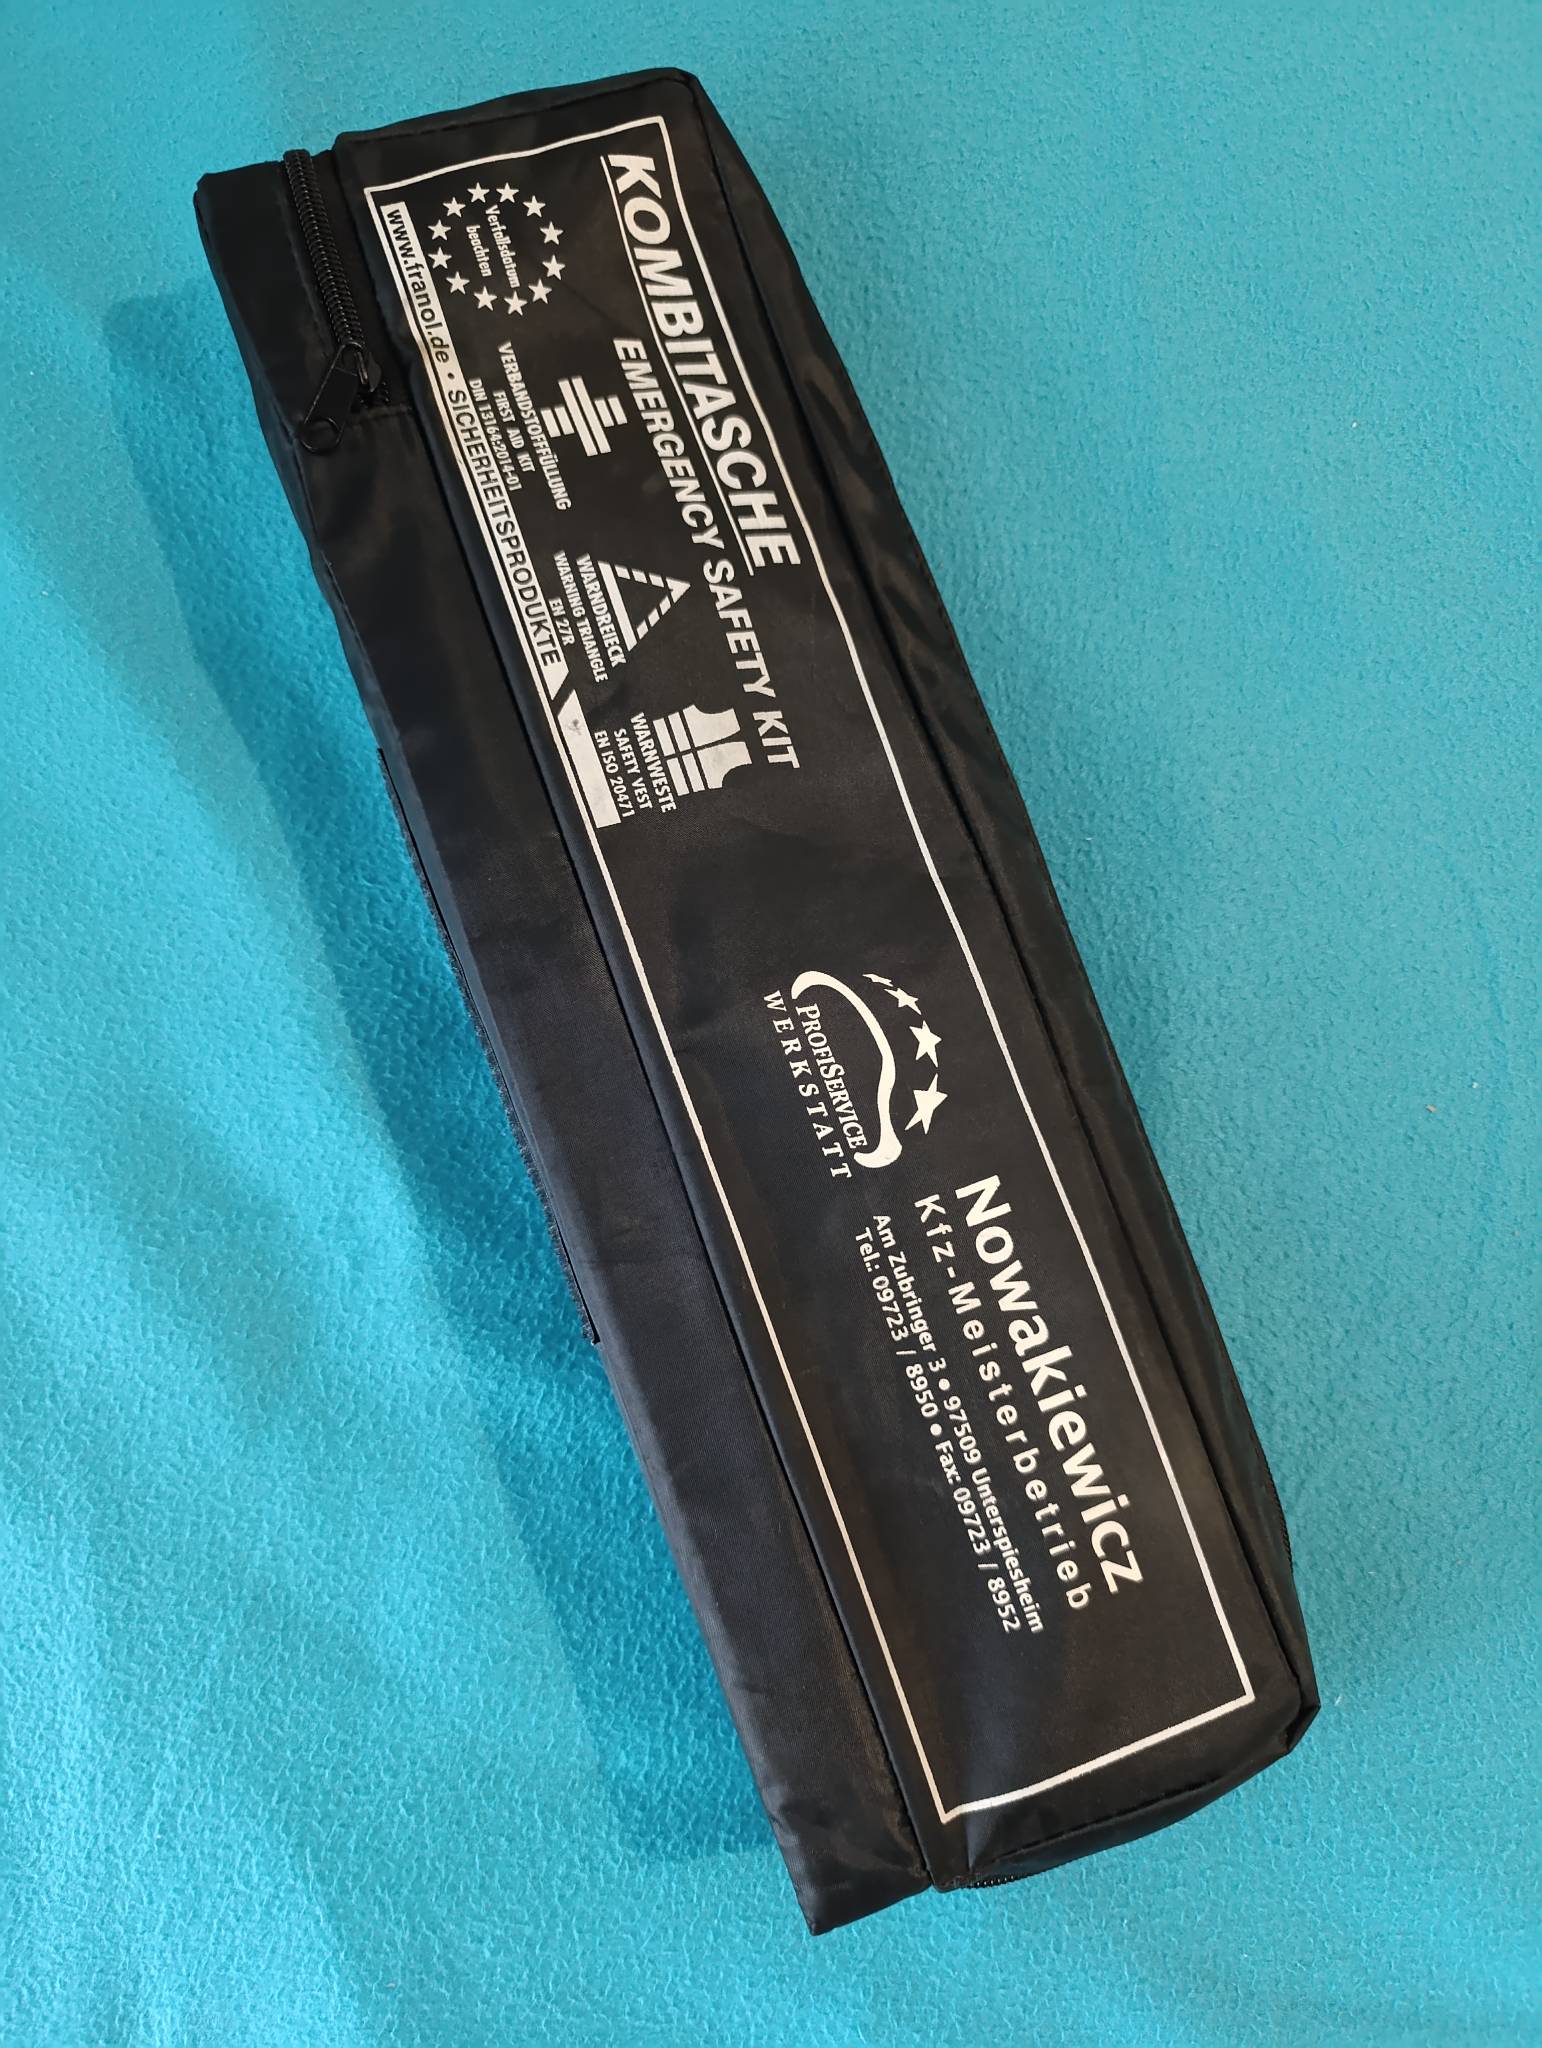 KOMBITASCHE
EMERGENCY SAFETY KIT
Verfallsdatum
beachten
VERBANDSTOFFFÜLLUNG
FIRST AID KIT
DIN 13164:2014-01
WARNDREIECK
WARNING TRIANGLE
EN 27R
WARNWESTE
SAFETY VEST
EN ISO 20471
www.franol.de • SICHERHEITSPRODUKTE
PROFISERVICE
WERKSTATT
Nowakiewicz
Kfz-Meisterbetrieb
Am Zubringer 3 • 97509 Unterspiesheim
Tel.: 09723 / 8950 • Fax: 09723 / 8952